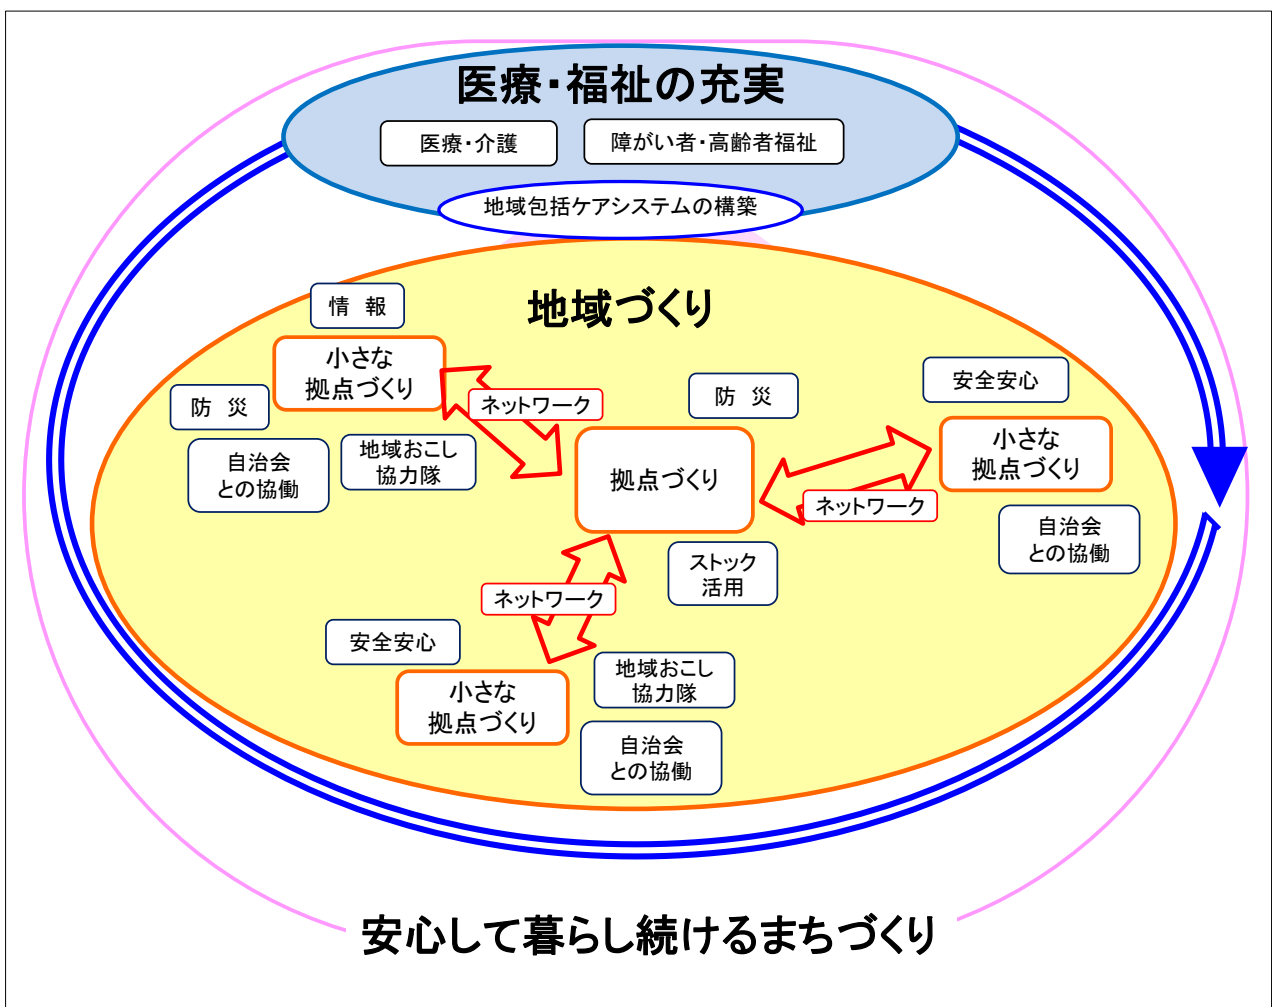 医療・福祉の充実
医療・介護
障がい者・高齢者福祉
地域包括ケアシステムの構築
地域づくり
情　報
小さな
拠点づくり
防　災
自治会
との協働
地域おこし
協力隊
ネットワーク
防　災
拠点づくり
ストック
活用
安全安心
小さな
拠点づくり
ネットワーク
自治会
との協働
ネットワーク
安全安心
小さな
拠点づくり
地域おこし
協力隊
自治会
との協働
安心して暮らし続けるまちづくり